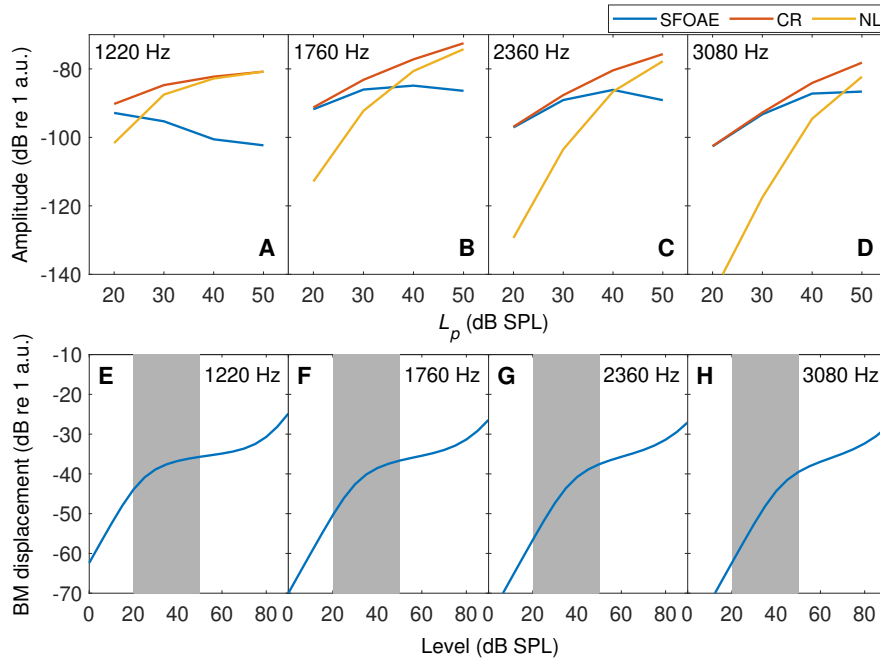 SFOAE CR NL
1220 Hz 1760 Hz 2360 Hz 3080 Hz
Amplitude (dB re 1 a.u.)
-80
-100
-120
-140
A B C D
20 30 40 50 20 30 40 50 20 30 40 50 20 30 40 50
Lp (dB SPL)
BM displacement (dB re 1 a.u.)
-10
-20
-30
-40
-50
-60
-70
E 1220 Hz F 1760 Hz G 2360 Hz H 3080 Hz
0 20 40 60 80 0 20 40 60 80 0 20 40 60 80 0 20 40 60 80
Level (dB SPL)